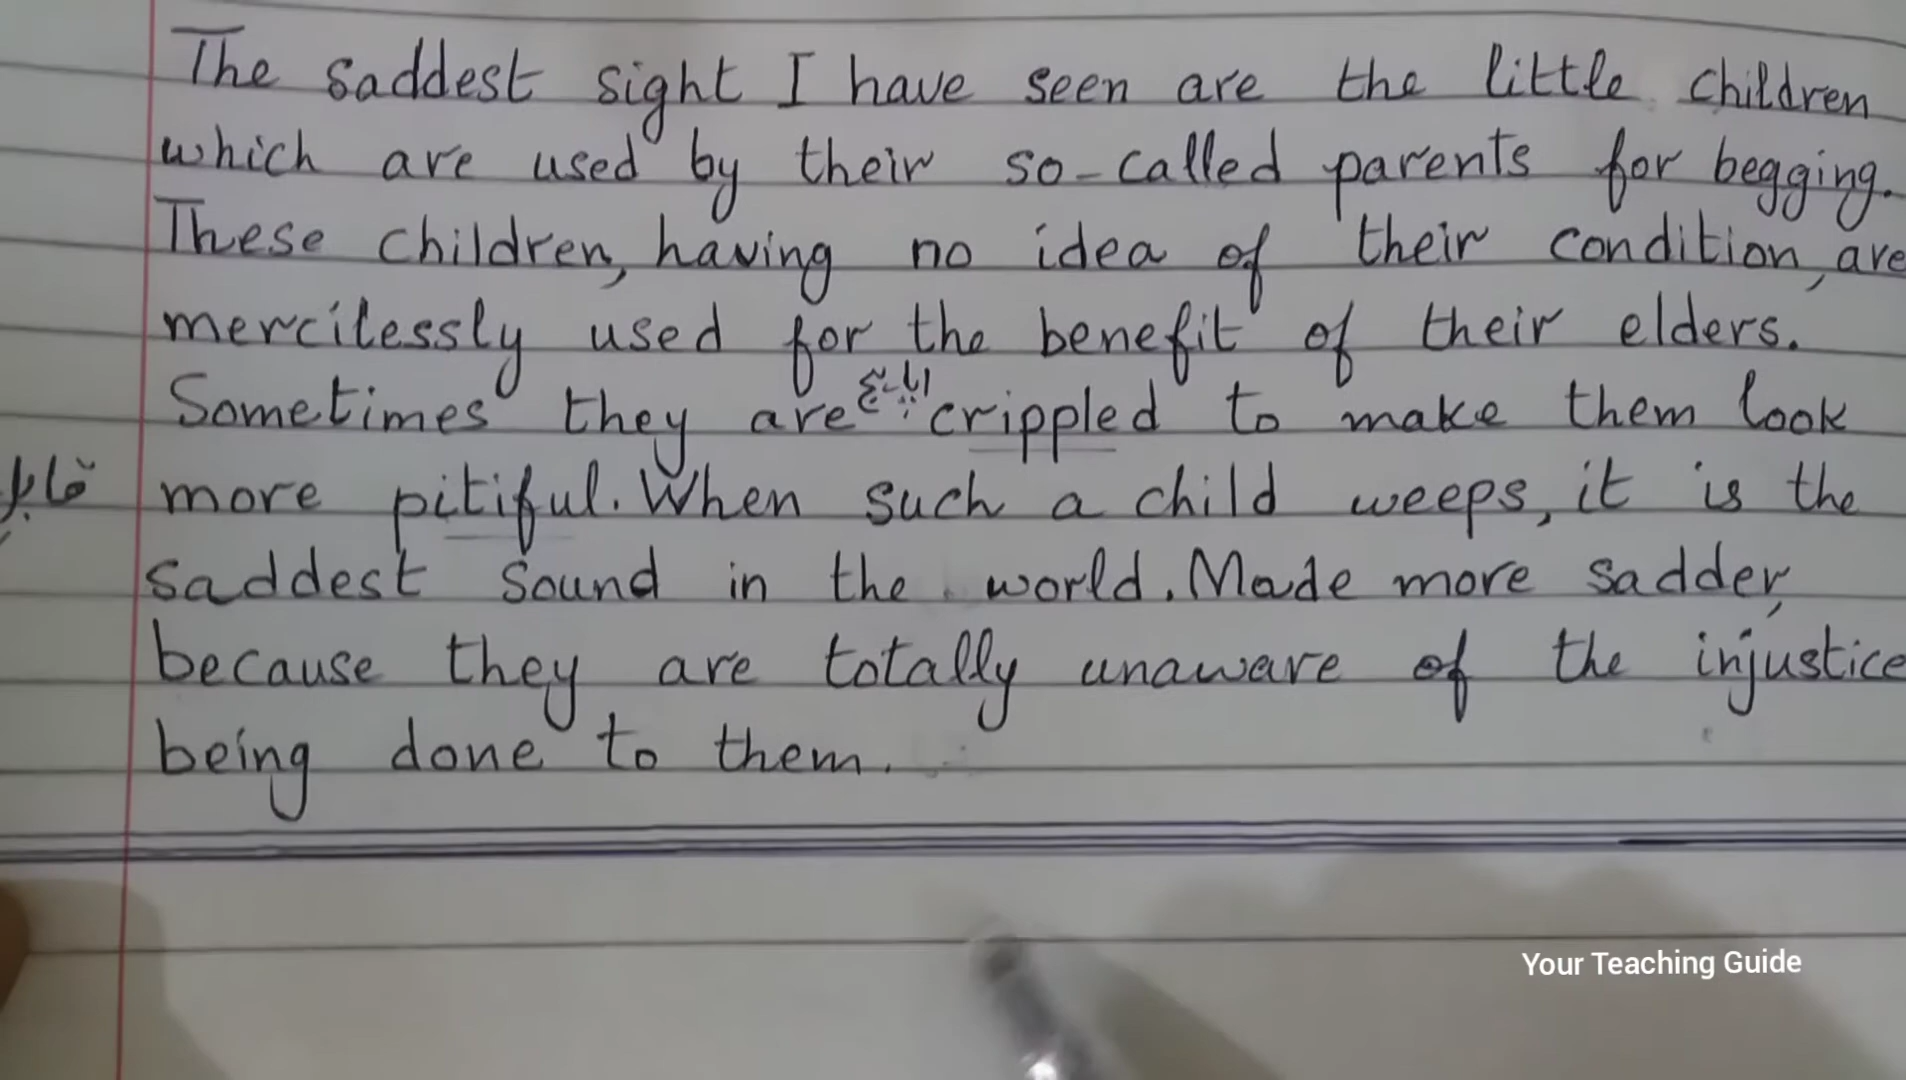 The saddest sight I have seen are the little children
which are used by their so-called parents for begging.
These children, having no idea of their condition, are
mercilessly used for the benefit of their elders.
اپاہج
Sometimes they are crippled to make them look
more pitiful. When such a child weeps, it is the
saddest sound in the world. Made more sadder,
because they are totally unaware of the injustice
being done to them.
Your Teaching Guide